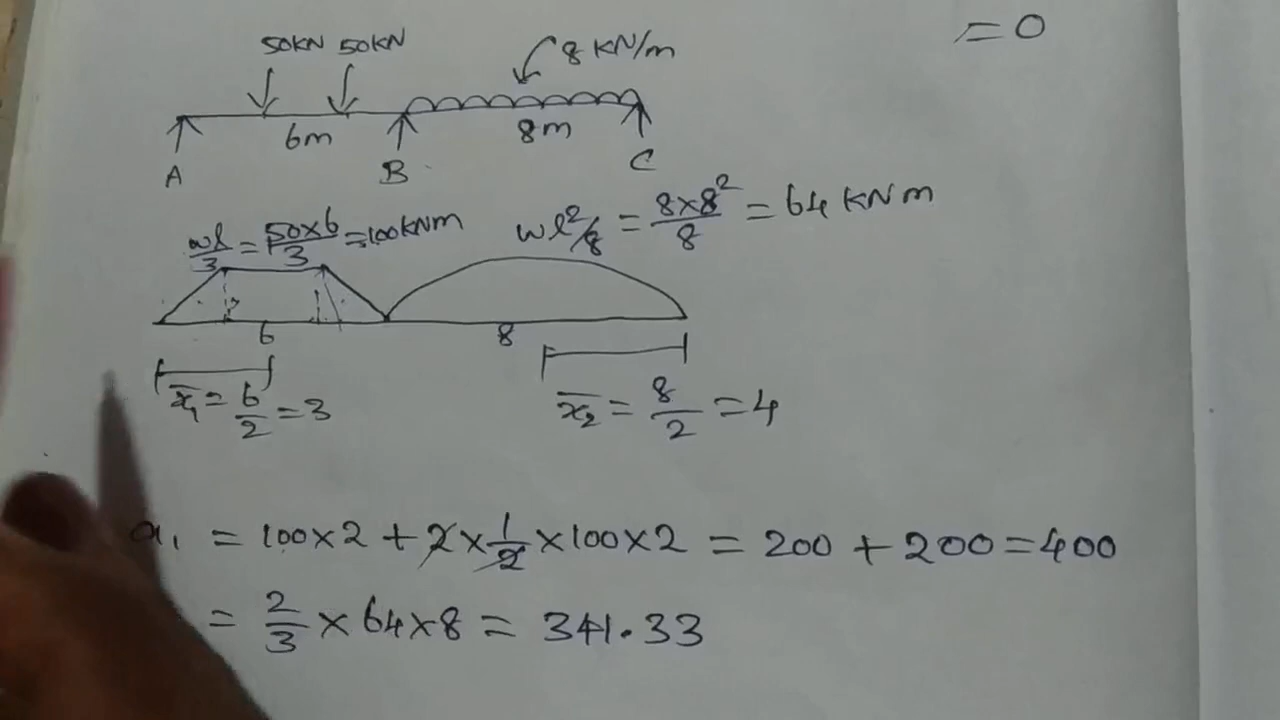 = 0
50KN 50KN 8 KN/m
6m 8m
A B C
wl/3 = 50×6/3 = 100KNm wl²/8 = 8×8²/8 = 64 KNm
6 8
x̄₁ = 6/2 = 3 x̄₂ = 8/2 = 4
a₁ = 100×2 + 2×1/2×100×2 = 200 + 200 = 400
= 2/3 × 64×8 = 341.33